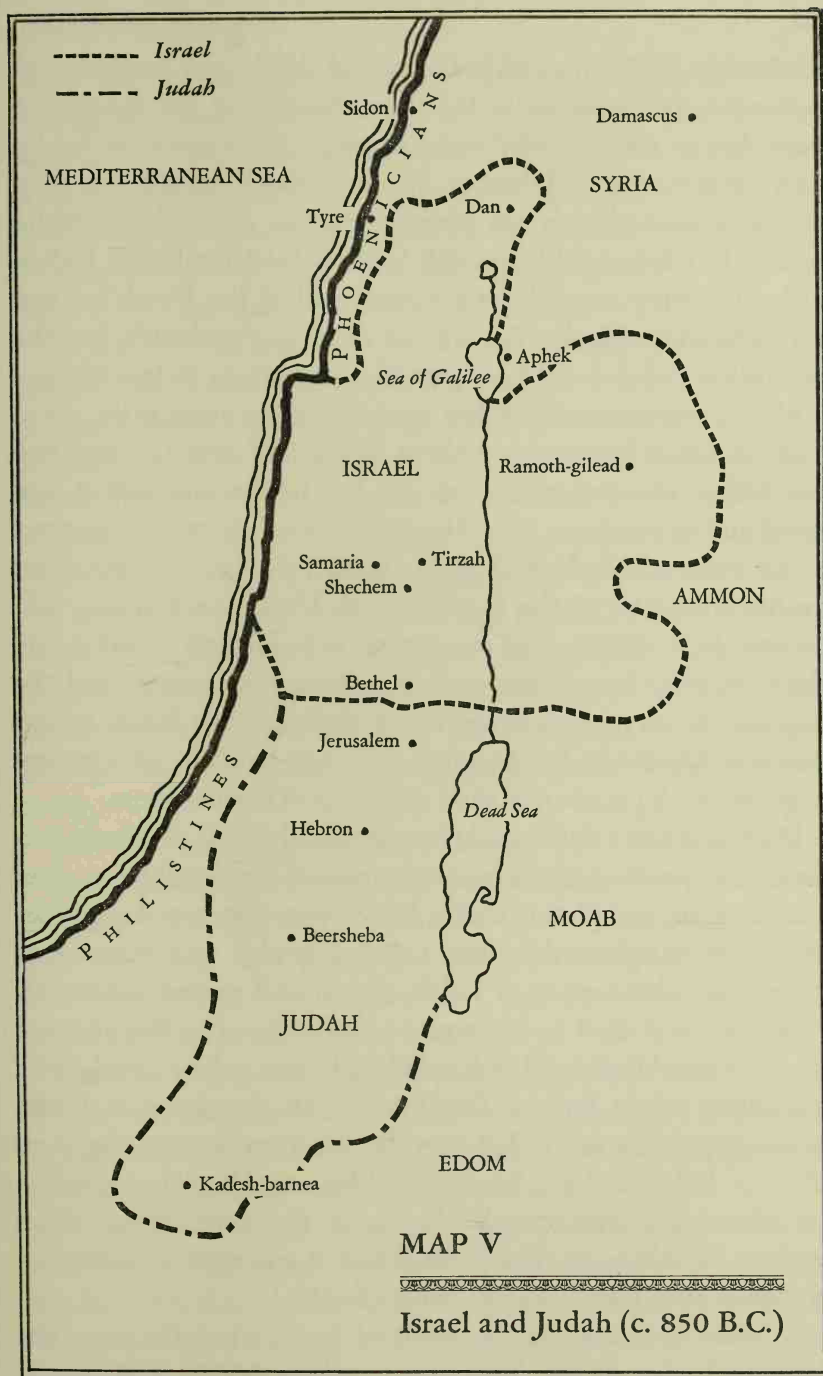 Israel
Judah
Sidon
Damascus
PHOENICIANS
MEDITERRANEAN SEA
SYRIA
Dan
Tyre
Aphek
Sea of Galilee
ISRAEL
Ramoth-gilead
Samaria
Tirzah
Shechem
AMMON
Bethel
Jerusalem
PHILISTINES
Dead Sea
Hebron
MOAB
Beersheba
JUDAH
EDOM
Kadesh-barnea
MAP V
Israel and Judah (c. 850 B.C.)